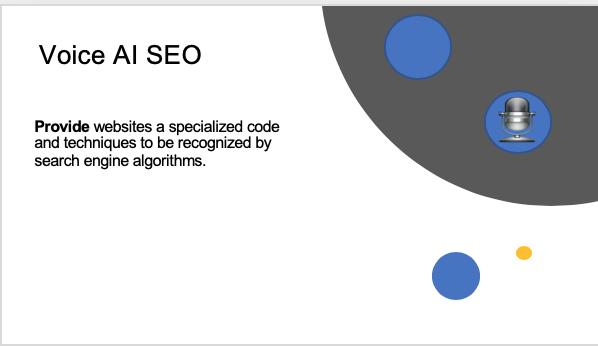 Voice AI SEO
Provide websites a specialized code
and techniques to be recognized by
search engine algorithms.